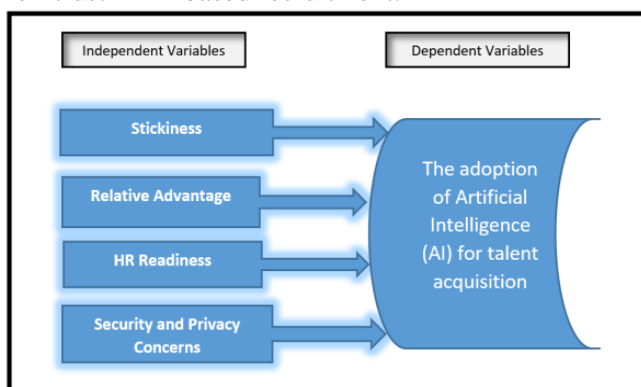 Independent Variables
Dependent Variables
Stickiness
Relative Advantage
HR Readiness
Security and Privacy
Concerns
The adoption
of Artificial
Intelligence
(AI) for talent
acquisition